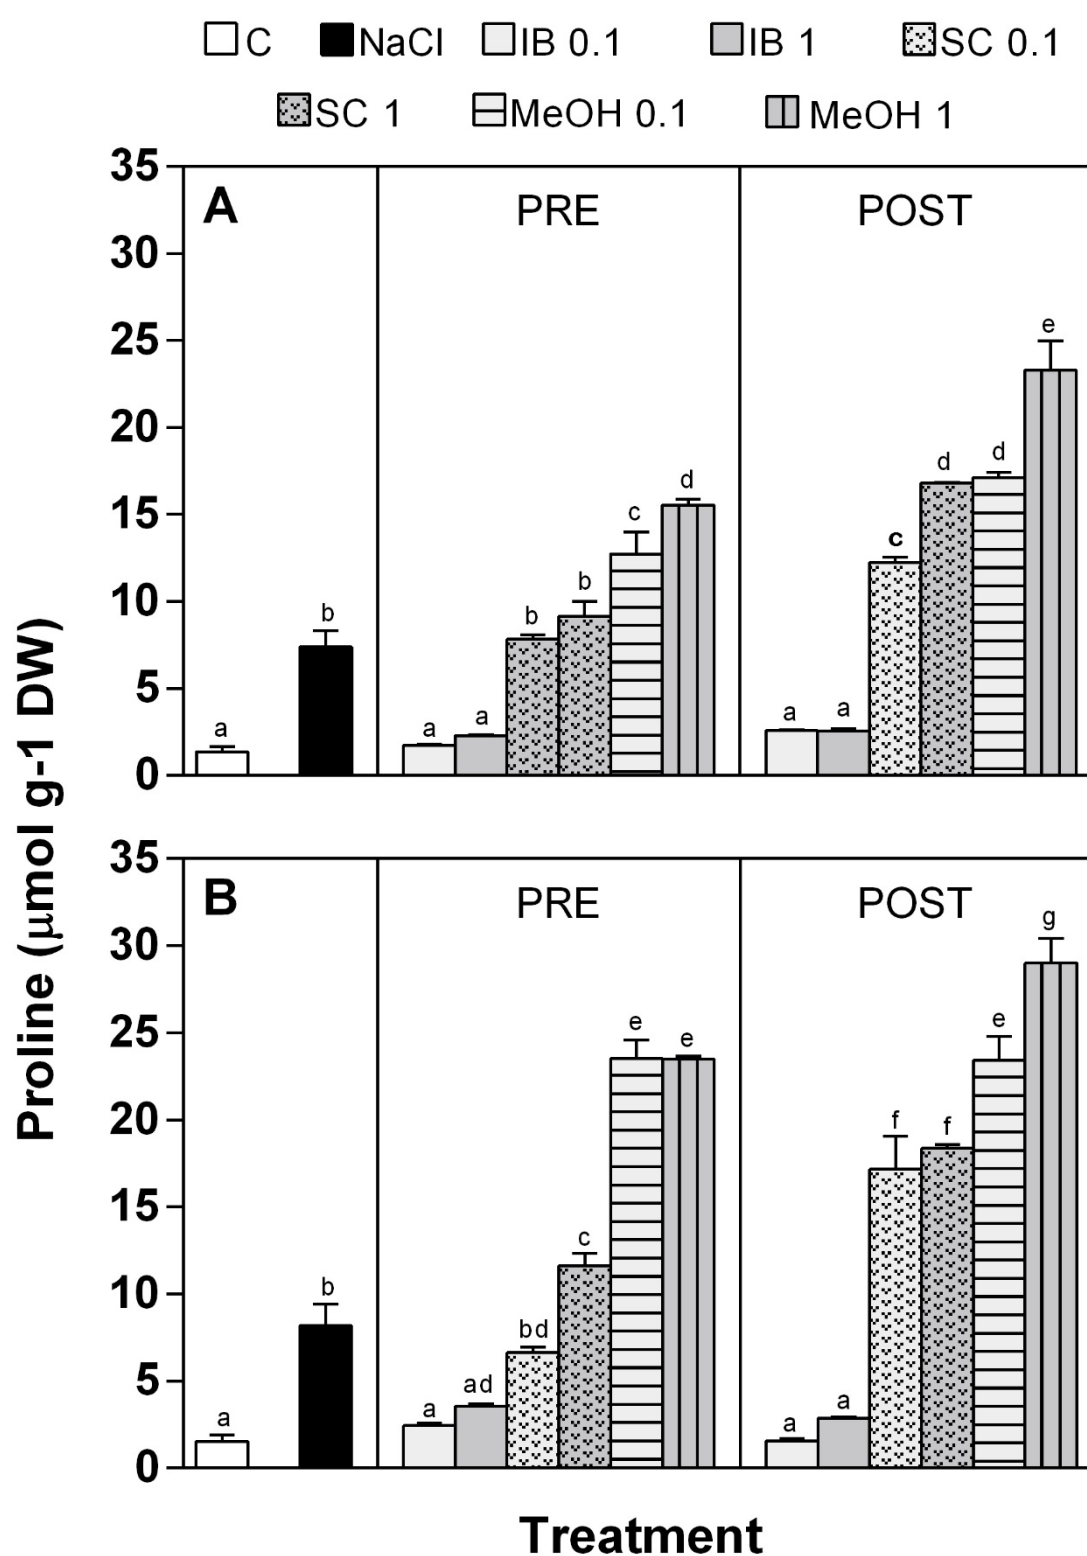 C NaCl IB 0.1 IB 1 SC 0.1
SC 1 MeOH 0.1 MeOH 1
Proline (µmol g-1 DW)
35
30
25
20
15
10
5
0
A
PRE
POST
a
b
a
a
b
b
c
d
a
a
c
d
d
e
35
30
25
20
15
10
5
0
B
PRE
POST
a
b
a
ad
bd
c
e
e
a
a
f
f
e
g
Treatment